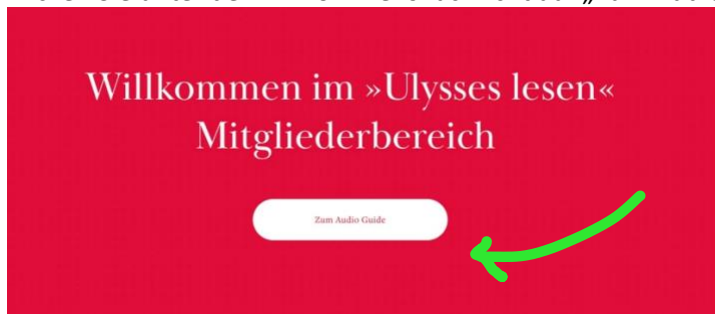 Willkommen im »Ulysses lesen«
Mitgliederbereich
Zum Audio Guide